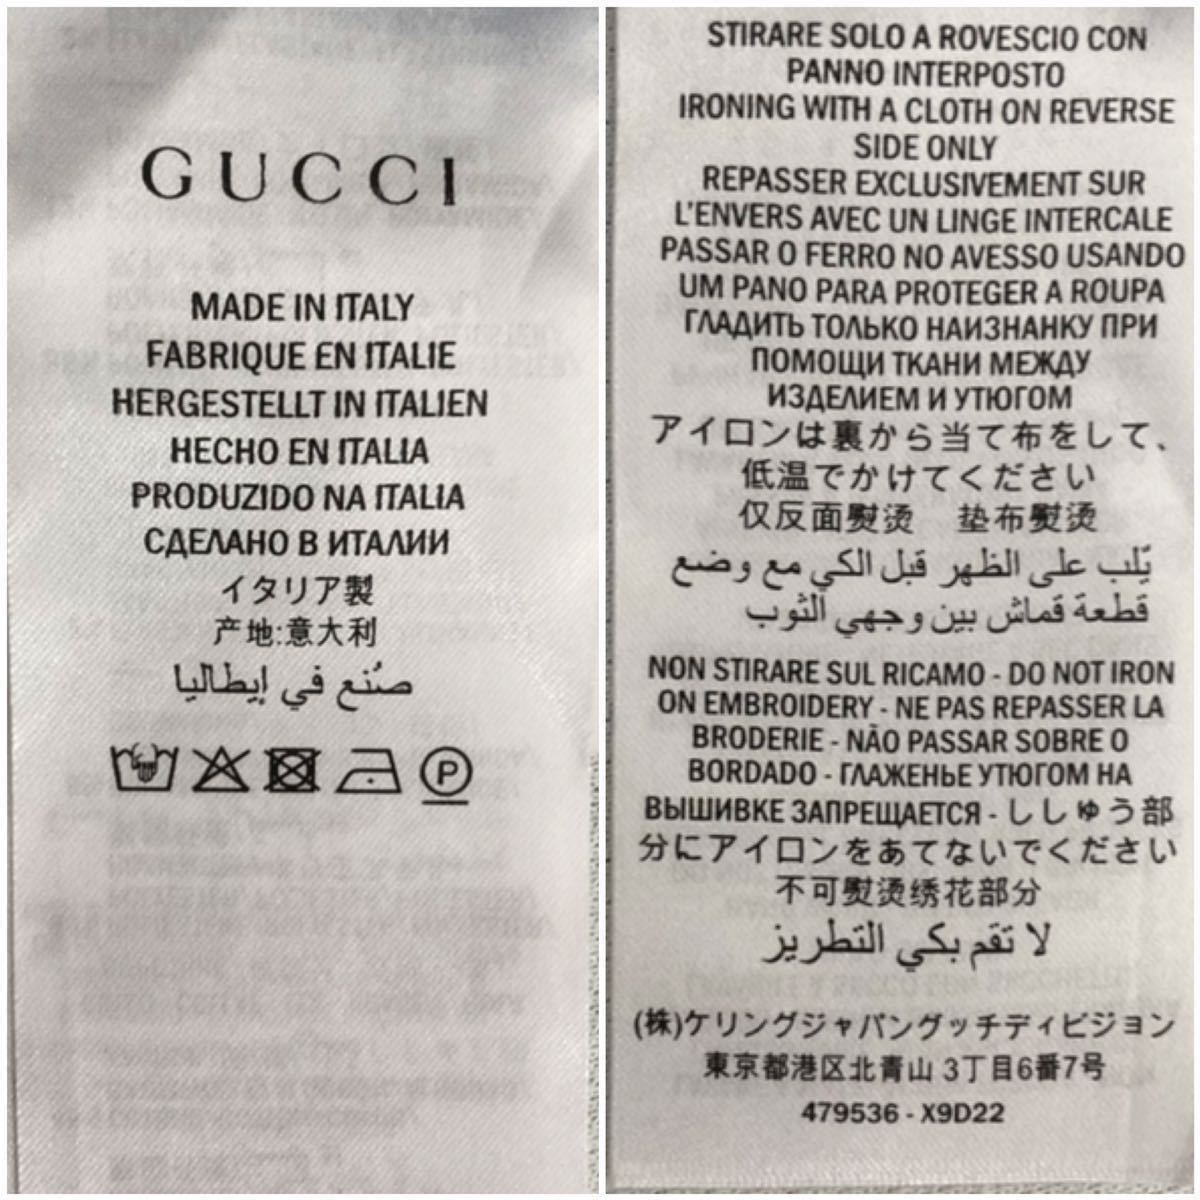 GUCCI
MADE IN ITALY
FABRIQUE EN ITALIE
HERGESTELLT IN ITALIEN
HECHO EN ITALIA
PRODUZIDO NA ITALIA
СДЕЛАНО В ИТАЛИИ
イタリア製
产地:意大利
صُنع في إيطاليا
P
STIRARE SOLO A ROVESCIO CON
PANNO INTERPOSTO
IRONING WITH A CLOTH ON REVERSE
SIDE ONLY
REPASSER EXCLUSIVEMENT SUR
L'ENVERS AVEC UN LINGE INTERCALE
PASSAR O FERRO NO AVESSO USANDO
UM PANO PARA PROTEGER A ROUPA
ГЛАДИТЬ ТОЛЬКО НАИЗНАНКУ ПРИ
ПОМОЩИ ТКАНИ МЕЖДУ
ИЗДЕЛИЕМ И УТЮГОМ
アイロンは裏から当て布をして、
低温でかけてください
仅反面熨烫 垫布熨烫
على الظهر قبل الكي مع وضع
قطعة قماش بين وجهي الثوب
NON STIRARE SUL RICAMO - DO NOT IRON
ON EMBROIDERY - NE PAS REPASSER LA
BRODERIE - NÃO PASSAR SOBRE O
BORDADO - ГЛАЖЕНЬЕ УТЮГОМ НА
ВЫШИВКЕ ЗАПРЕЩАЕТСЯ - ししゅう部
分にアイロンをあてないでください
不可熨烫绣花部分
لا تقم بكي التطريز
(株)ケリングジャパングッチディビジョン
東京都港区北青山 3丁目6番7号
479536 - X9D22